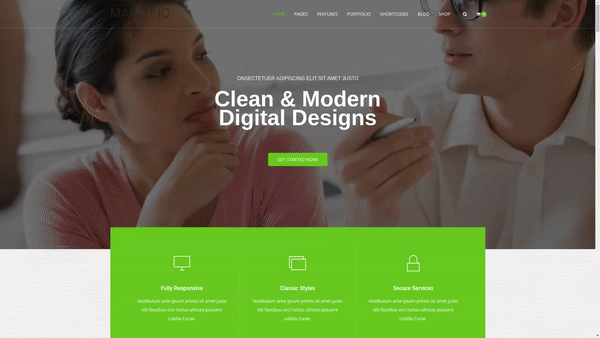 HOME PAGES FEATURES PORTFOLIO SHORTCODES BLOG SHOP
ONSECTETUER ADIPISCING ELIT SIT AMET JUSTO
Clean & Modern
Digital Designs
GET STARTED NOW!
Fully Responsive
Vestibulum ante ipsum primis sit amet justo
elit faucibus orci luctus ultrices posuere
cubilia Curae.
Classic Styles
Vestibulum ante ipsum primis sit amet justo
elit faucibus orci luctus ultrices posuere
cubilia Curae.
Secure Services
Vestibulum ante ipsum primis sit amet justo
elit faucibus orci luctus ultrices posuere
cubilia Curae.